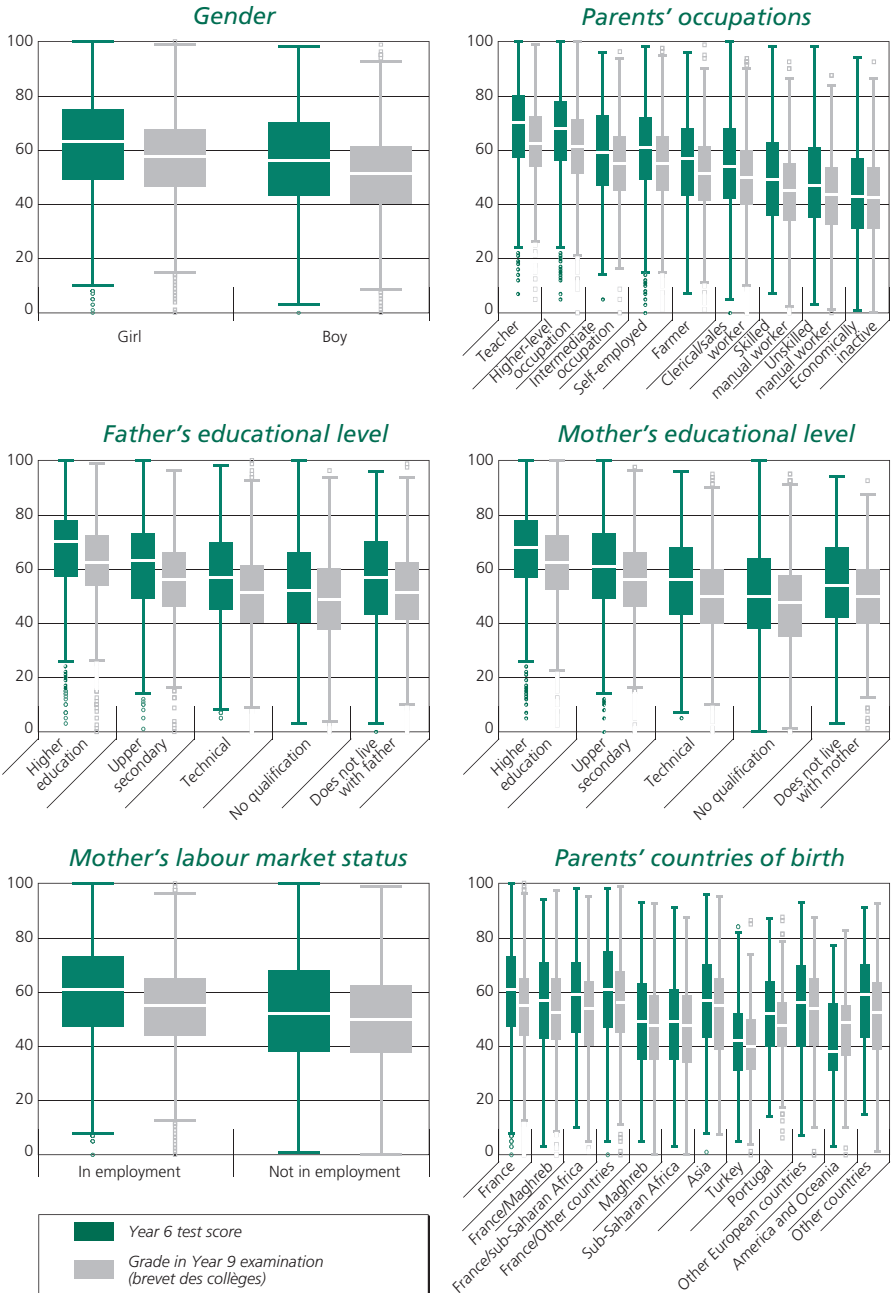 Gender
100
80
60
40
20
0
Girl
Boy
Parents' occupations
100
80
60
40
20
0
Teacher
Higher-level
occupation
Intermediate
occupation
Self-employed
Farmer
Clerical/sales
worker
Skilled
manual worker
Unskilled
manual worker
Economically
inactive
Father's educational level
100
80
60
40
20
0
Higher
education
Upper
secondary
Technical
No qualification
Does not live
with father
Mother's educational level
100
80
60
40
20
0
Higher
education
Upper
secondary
Technical
No qualification
Does not live
with mother
Mother's labour market status
100
80
60
40
20
0
In employment
Not in employment
Parents' countries of birth
100
80
60
40
20
0
France
France/Maghreb
France/sub-Saharan Africa
France/Other countries
Maghreb
Sub-Saharan Africa
Asia
Turkey
Portugal
Other European countries
America and Oceania
Other countries
Year 6 test score
Grade in Year 9 examination
(brevet des collèges)